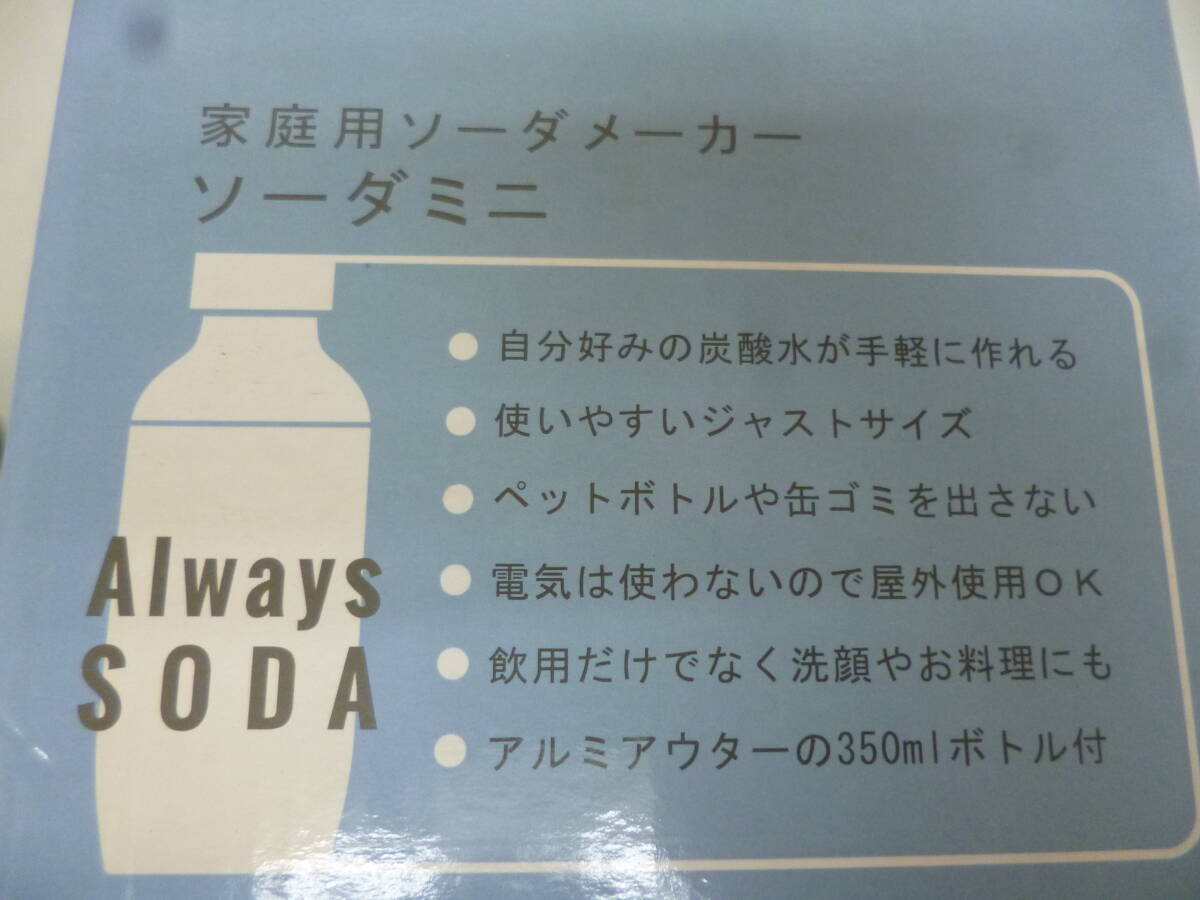 家庭用ソーダメーカー
ソーダミニ
自分好みの炭酸水が手軽に作れる
使いやすいジャストサイズ
ペットボトルや缶ゴミを出さない
電気は使わないので屋外使用OK
飲用だけでなく洗顔やお料理にも
アルミアウターの350mlボトル付
Always
SODA